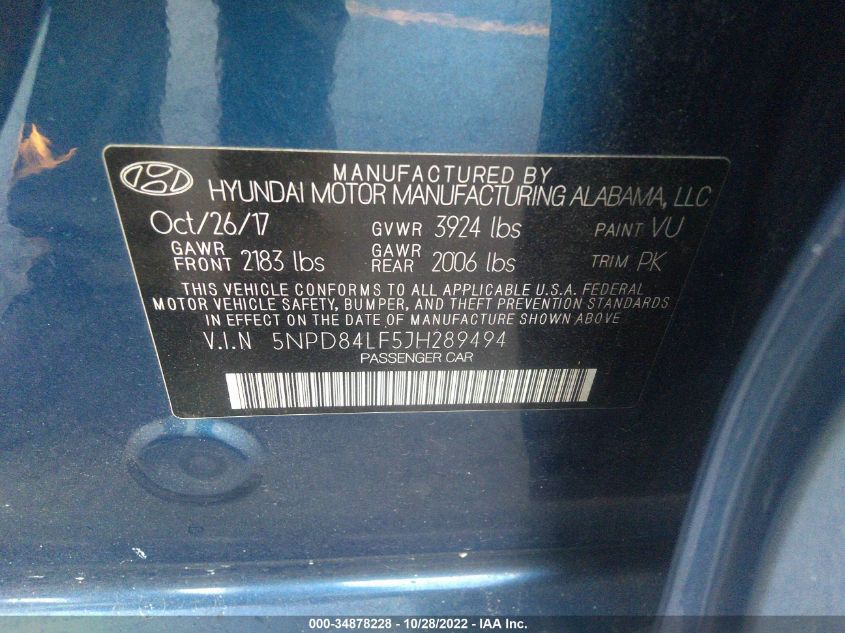 MANUFACTURED BY
HYUNDAI MOTOR MANUFACTURING ALABAMA, LLC
Oct/26/17 GVWR 3924 lbs PAINT VU
GAWR FRONT 2183 lbs GAWR REAR 2006 lbs TRIM PK
THIS VEHICLE CONFORMS TO ALL APPLICABLE U.S.A. FEDERAL
MOTOR VEHICLE SAFETY, BUMPER, AND THEFT PREVENTION STANDARDS
IN EFFECT ON THE DATE OF MANUFACTURE SHOWN ABOVE
V.I.N 5NPD84LF5JH289494
PASSENGER CAR
000-34878228 - 10/28/2022 - IAA Inc.